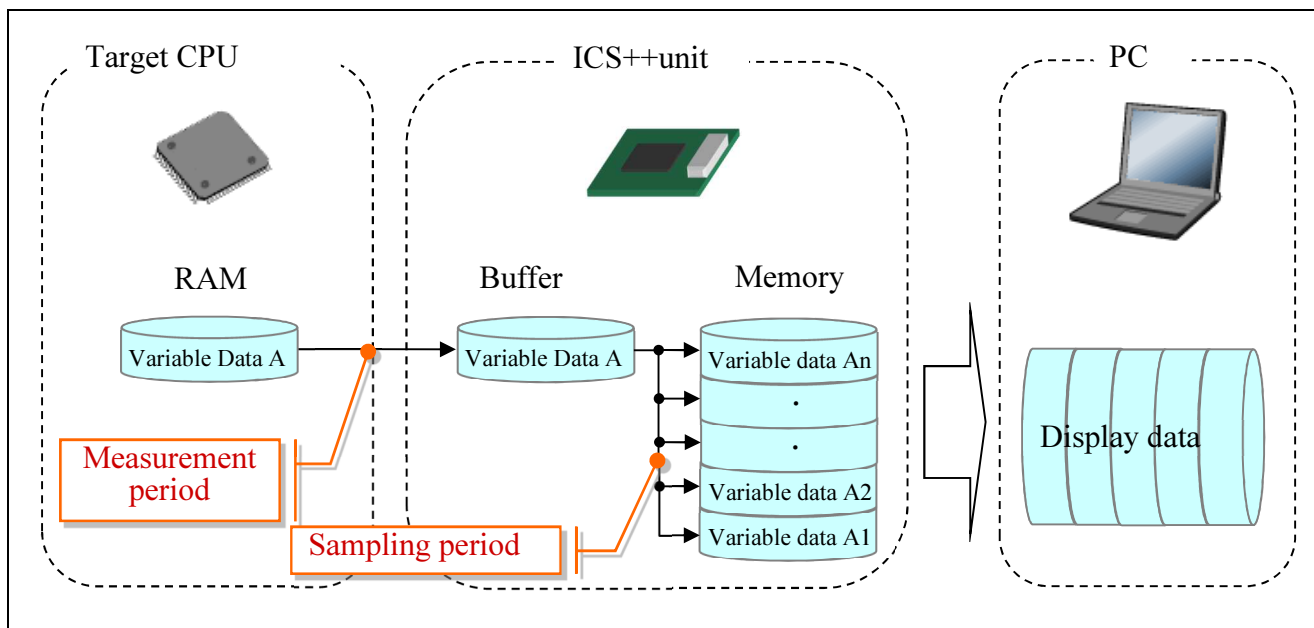 Target CPU
ICS++unit
PC
RAM
Buffer
Memory
Variable Data A
Variable Data A
Variable data An
.
.
Variable data A2
Variable data A1
Display data
Measurement
period
Sampling period